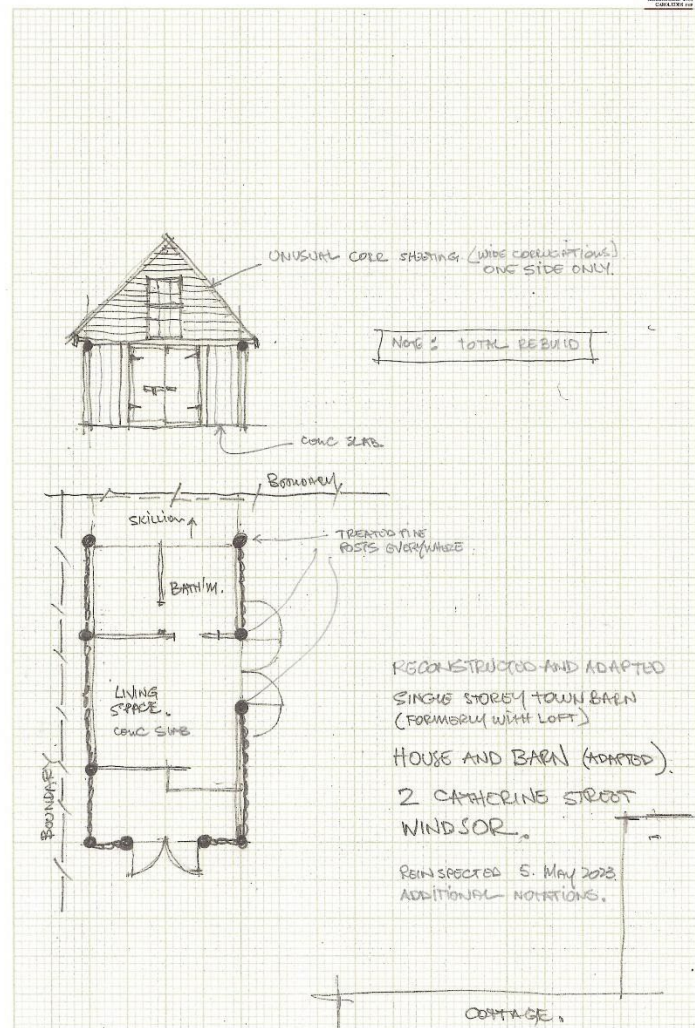 UNUSUAL CORR SHEETING (WIDE CORRUGATIONS)
ONE SIDE ONLY.
NOTE: TOTAL REBUILD
CONC SLAB
BOUNDARY
SKILLION
TREATED PINE
POSTS EVERYWHERE
BATH'M.
LIVING
SPACE.
CONC SLAB
BOUNDARY
RECONSTRUCTED AND ADAPTED
SINGLE STOREY TOWN BARN
(FORMERLY WITH LOFT)
HOUSE AND BARN (ADAPTED).
2 CATHERINE STREET
WINDSOR.
REINSPECTED 5. MAY 2023.
ADDITIONAL NOTATIONS.
COTTAGE.